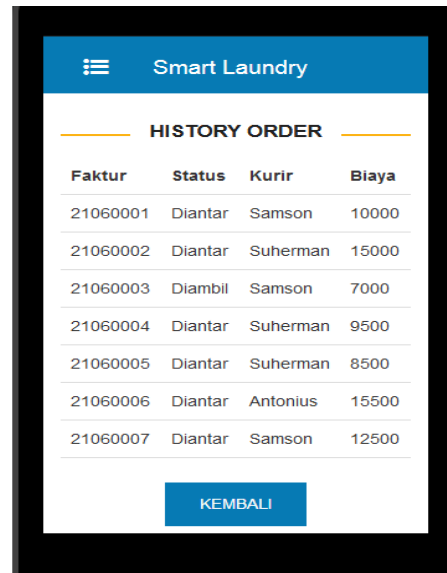 Smart Laundry
HISTORY ORDER
Faktur Status Kurir Biaya
21060001 Diantar Samson 10000
21060002 Diantar Suherman 15000
21060003 Diambil Samson 7000
21060004 Diantar Suherman 9500
21060005 Diantar Suherman 8500
21060006 Diantar Antonius 15500
21060007 Diantar Samson 12500
KEMBALI